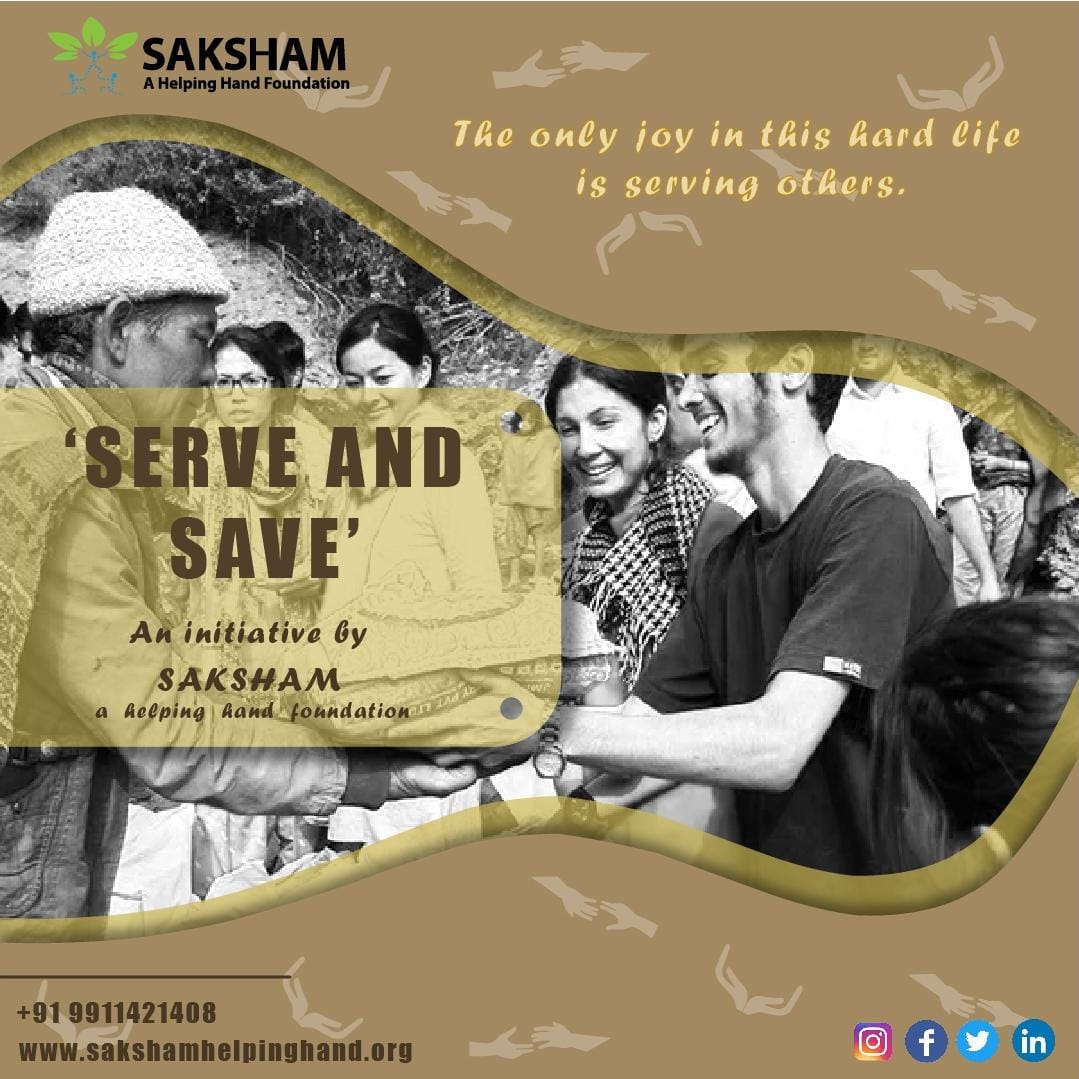 SAKSHAM
A Helping Hand Foundation
The only joy in this hard life
is serving others.
‘SERVE AND
SAVE’
An initiative by
SAKSHAM
a helping hand foundation
+91 9911421408
www.sakshamhelpinghand.org